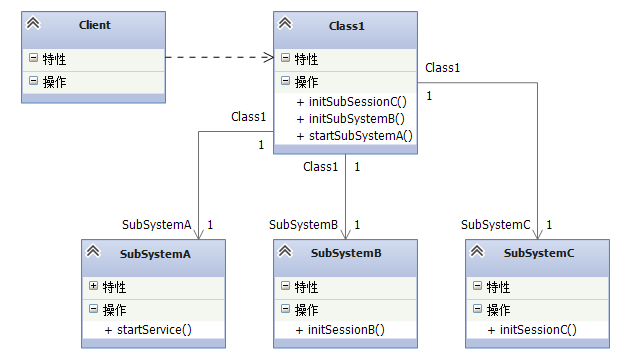 Client
特性
操作
Class1
特性
操作
+ initSubSessionC()
+ initSubSystemB()
+ startSubSystemA()
Class1
1
Class1
1
Class1
1
SubSystemA
1
SubSystemB
1
SubSystemC
1
SubSystemA
特性
操作
+ startService()
SubSystemB
特性
操作
+ initSessionB()
SubSystemC
特性
操作
+ initSessionC()